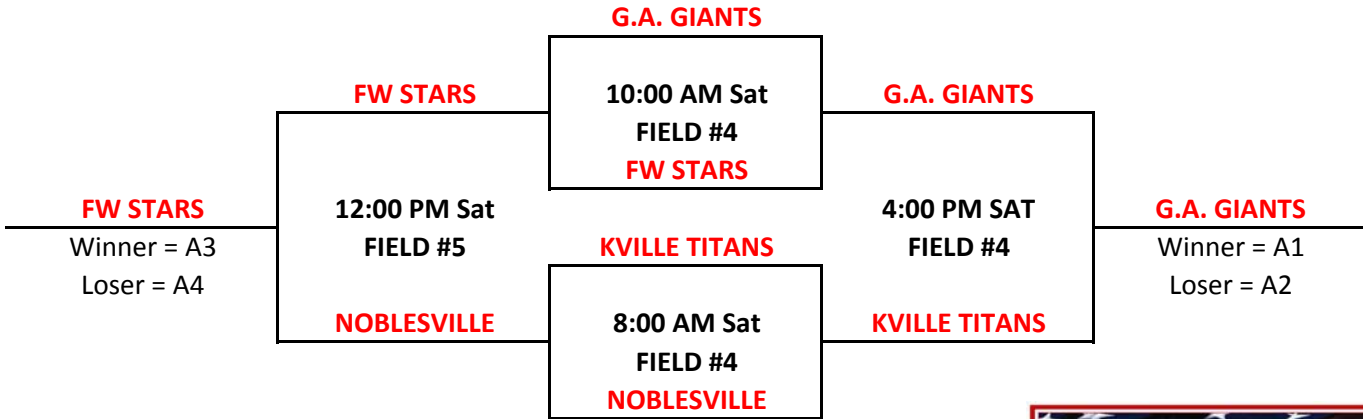 G.A. GIANTS
FW STARS
10:00 AM Sat
G.A. GIANTS
FIELD #4
FW STARS
FW STARS
12:00 PM Sat
4:00 PM SAT
G.A. GIANTS
Winner = A3
FIELD #5
KVILLE TITANS
FIELD #4
Winner = A1
Loser = A4
Loser = A2
NOBLESVILLE
8:00 AM Sat
KVILLE TITANS
FIELD #4
NOBLESVILLE